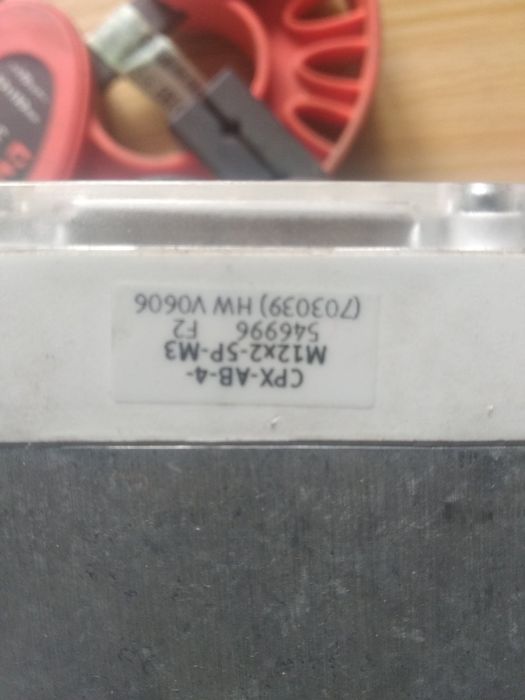 CPX-AB-4-
M12x2-5P-M3
546996 F2
(703039) HW V0606